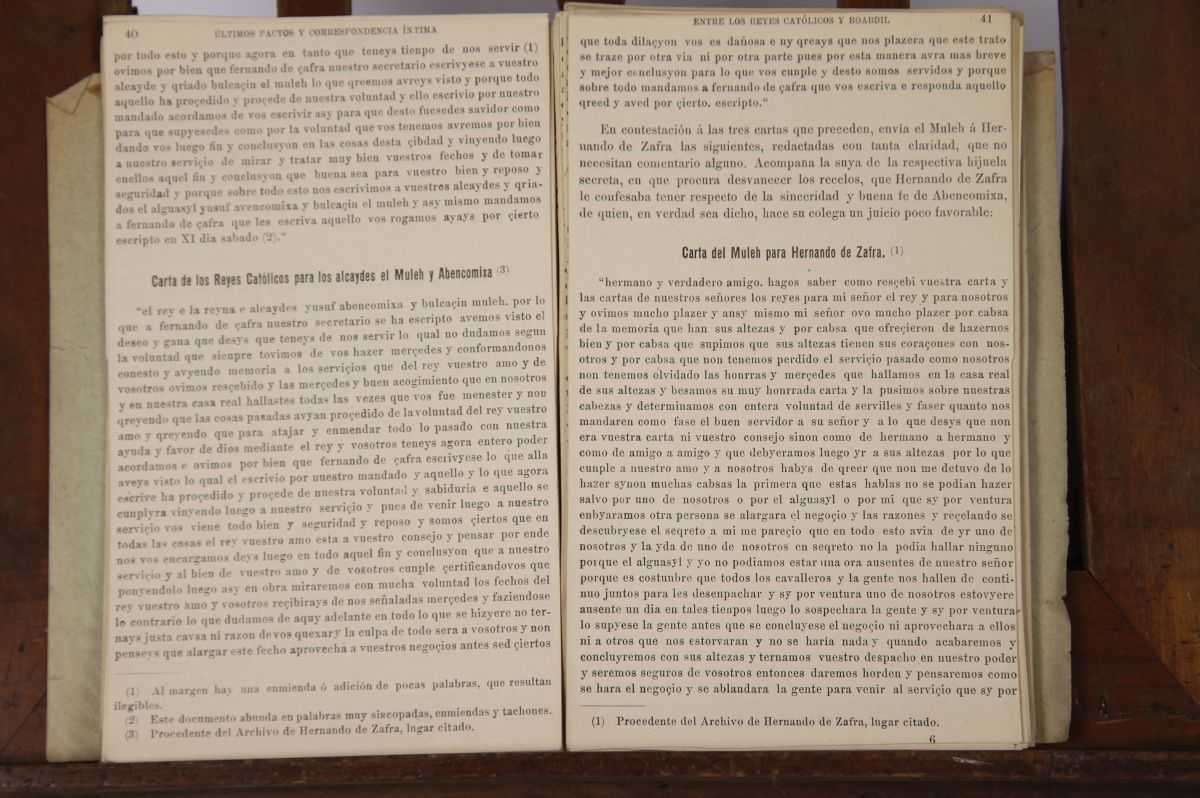 40 ÚLTIMOS PACTOS Y CORRESPONDENCIA ÍNTIMA
por todo esto y porque agora en tanto que teneys tienpo de nos servir (1)
ovimos por bien que fernando de çafra nuestro secretario escrivyese a vuestro
alcayde y qriado bulcaçin el muleh lo que qreemos avreys visto y porque todo
aquello ha proçedido y proçede de nuestra voluntad y ello escrivio por nuestro
mandado acordamos de vos escrivir asy para que desto fuesedes savidor como
para que supyesedes como por la voluntad que vos tenemos avremos por bien
dando vos luego fin y conclusyon en las cosas desta çibdad y vinyendo luego
a nuestro serviçio de mirar y tratar muy bien vuestros fechos y de tomar
enellos aquel fin y conclusyon que buena sea para vuestro bien y reposo y
seguridad y porque sobre todo esto nos escrivimos a vuestros alcaydes y qria-
dos el alguasyl yusuf avencomixa y bulcaçin el muleh y asy mismo mandamos
a fernando de çafra que les escriva aquello vos rogamos ayays por çierto
escripto en XI dia sabado (2)."
Carta de los Reyes Católicos para los alcaydes el Muleh y Abencomixa (3)
"el rey e la reyna e alcaydes yusuf abencomixa y bulcaçin muleh. por lo
que a fernando de çafra nuestro secretario se ha escripto avemos visto el
deseo y gana que desys que teneys de nos servir lo qual no dudamos segun
la voluntad que sienpre tovimos de vos hazer merçedes y conformandonos
conesto y avyendo memoria a los serviçios que del rey vuestro amo y de
vosotros ovimos resçebido y las merçedes y buen acogimiento que en nosotros
y en nuestra casa real hallastes todas las vezes que vos fue menester y non
qreyendo que las cosas pasadas avyan proçedido de la voluntad del rey vuestro
amo y qreyendo que para atajar y enmendar todo lo pasado con nuestra
ayuda y favor de dios mediante el rey y vosotros teneys agora entero poder
acordamos e ovimos por bien que fernando de çafra escrivyese lo que alla
aveys visto lo qual el escrivio por nuestro mandado y aquello y lo que agora
escrive ha proçedido y proçede de nuestra voluntad y sabiduria e aquello se
cunplyra vinyendo luego a nuestro serviçio y pues de venir luego a nuestro
serviçio vos viene todo bien y seguridad y reposo y somos çiertos que en
todas las cosas el rey vuestro amo esta a vuestro consejo y pensar por ende
nos vos encargamos deys luego en todo aquel fin y conclusyon que a nuestro
serviçio y al bien de vuestro amo y de vosotros cunple çertificandovos que
ponyendolo luego asy en obra miraremos con mucha voluntad los fechos del
rey vuestro amo y vosotros reçibirays de nos señaladas merçedes y faziendose
lo contrario lo que dudamos de aquy adelante en todo lo que se hizyere no ter-
nays justa cavsa ni razon de vos quexar y la culpa de todo sera a vosotros y non
penseys que alargar este fecho aprovecha a vuestros negoçios antes sed çiertos
(1) Al margen hay una enmienda ó adición de pocas palabras, que resultan
ilegibles.
(2) Este documento abunda en palabras muy sincopadas, enmiendas y tachones.
(3) Procedente del Archivo de Hernando de Zafra, lugar citado.
ENTRE LOS REYES CATÓLICOS Y BOABDIL 41
que toda dilaçyon vos es dañosa e ny qreays que nos plazera que este trato
se traze por otra via ni por otra parte pues por esta manera avra mas breve
y mejor conclusyon para lo que vos cunple y desto somos servidos y porque
sobre todo mandamos a fernando de çafra que vos escriva e responda aquello
qreed y aved por çierto. escripto."
En contestación á las tres cartas que preceden, envía el Muleh á Her-
nando de Zafra las siguientes, redactadas con tanta claridad, que no
necesitan comentario alguno. Acompaña la suya de la respectiva hijuela
secreta, en que procura desvanecer los recelos, que Hernando de Zafra
le confesaba tener respecto de la sinceridad y buena fe de Abencomixa,
de quien, en verdad sea dicho, hace su colega un juicio poco favorable:
Carta del Muleh para Hernando de Zafra. (1)
"hermano y verdadero amigo. hagos saber como resçebi vuestra carta y
las cartas de nuestros señores los reyes para mi señor el rey y para nosotros
y ovimos mucho plazer y ansy mismo mi señor ovo mucho plazer por cabsa
de la memoria que han sus altezas y por cabsa que ofreçieron de hazernos
bien y por cabsa que supimos que sus altezas tienen sus coraçones con nos-
otros y por cabsa que non tenemos perdido el serviçio pasado como nosotros
non tenemos olvidado las honrras y merçedes que hallamos en la casa real
de sus altezas y besamos su muy honrrada carta y la pusimos sobre nuestras
cabezas y determinamos con entera voluntad de servilles y faser quanto nos
mandaren como fase el buen servidor a su señor y a lo que desys que non
era vuestra carta ni vuestro consejo sinon como de hermano a hermano y
como de amigo a amigo y que debyeramos luego yr a sus altezas por lo que
cunple a nuestro amo y a nosotros habys de qreer que non me detuvo de lo
hazer synon muchas cabsas la primera que estas hablas no se podian hazer
salvo por uno de nosotros o por el alguasyl o por mi que sy por ventura
enbyaramos otra persona se alargara el negoçio y las razones y reçelando se
descubryese el seqreto a mi me pareçio que en todo esto avia de yr uno de
nosotros y la yda de uno de nosotros en seqreto no la podia hallar ninguno
porque el alguasyl y yo no podiamos estar una ora ausentes de nuestro señor
porque es costunbre que todos los cavalleros y la gente nos hallen de conti-
nuo juntos para les desenpachar y sy por ventura uno de nosotros estovyere
ausente un dia en tales tienpos luego lo sospechara la gente y sy por ventura
lo supyese la gente antes que se concluyese el negoçio ni aprovechara a ellos
ni a otros que nos estorvaran y no se haria nada y quando acabaremos y
concluyremos con sus altezas y ternamos vuestro despacho en nuestro poder
y seremos seguros de vosotros entonces daremos horden y pensaremos como
se hara el negoçio y se ablandara la gente para venir al serviçio que sy por
(1) Procedente del Archivo de Hernando de Zafra, lugar citado.
6